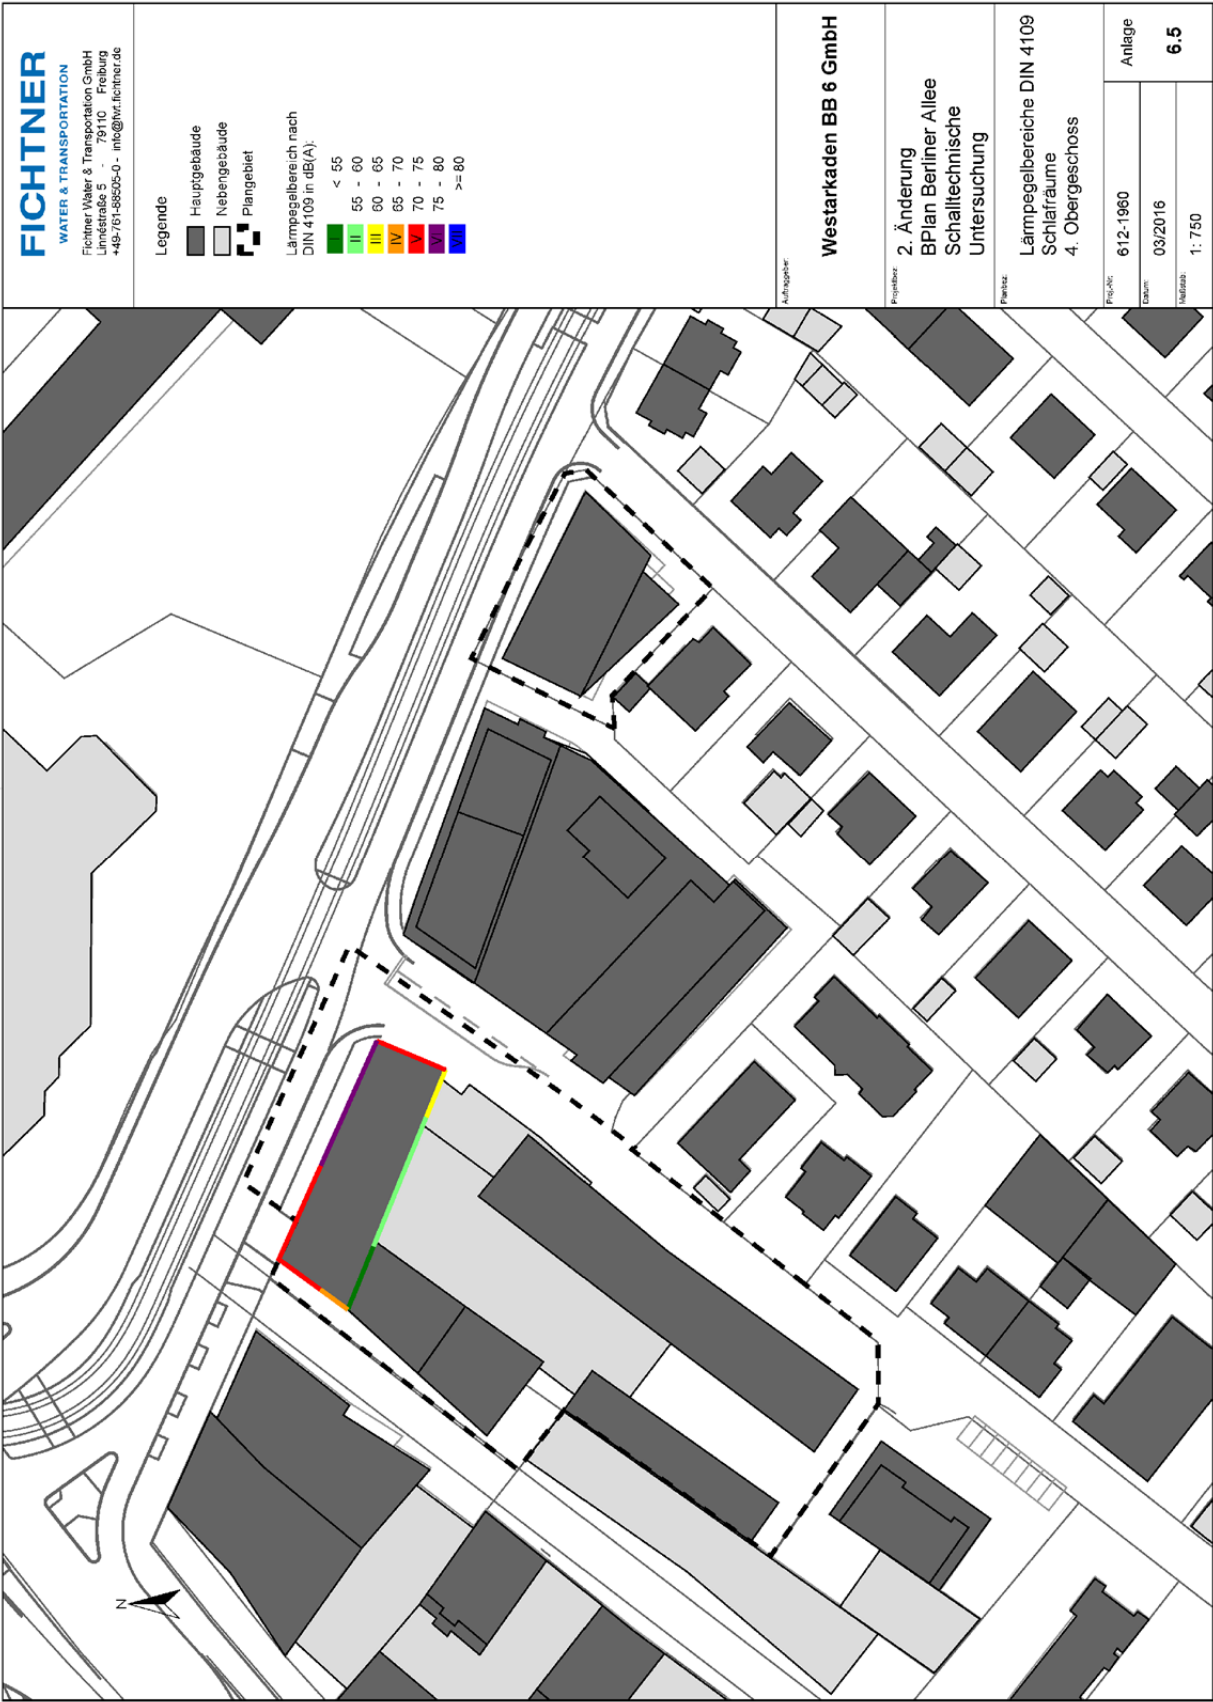 FICHTNER
WATER & TRANSPORTATION
Fichtner Water & Transportation GmbH
Linnéstraße 5 - 79110 Freiburg
+49-761-88505-0 - info@fwt.fichtner.de
Legende
Hauptgebäude
Nebengebäude
Plangebiet
Lärmpegelbereich nach
DIN 4109 in dB(A):
I < 55
II 55 - 60
III 60 - 65
IV 65 - 70
V 70 - 75
VI 75 - 80
VII >= 80
Auftraggeber:
Westarkaden BB 6 GmbH
Projektbez:
2. Änderung
BPlan Berliner Allee
Schalltechnische
Untersuchung
Planbez:
Lärmpegelbereiche DIN 4109
Schlafräume
4. Obergeschoss
Proj.-Nr.:
612-1960
Datum:
03/2016
Maßstab:
1: 750
Anlage
6.5
N